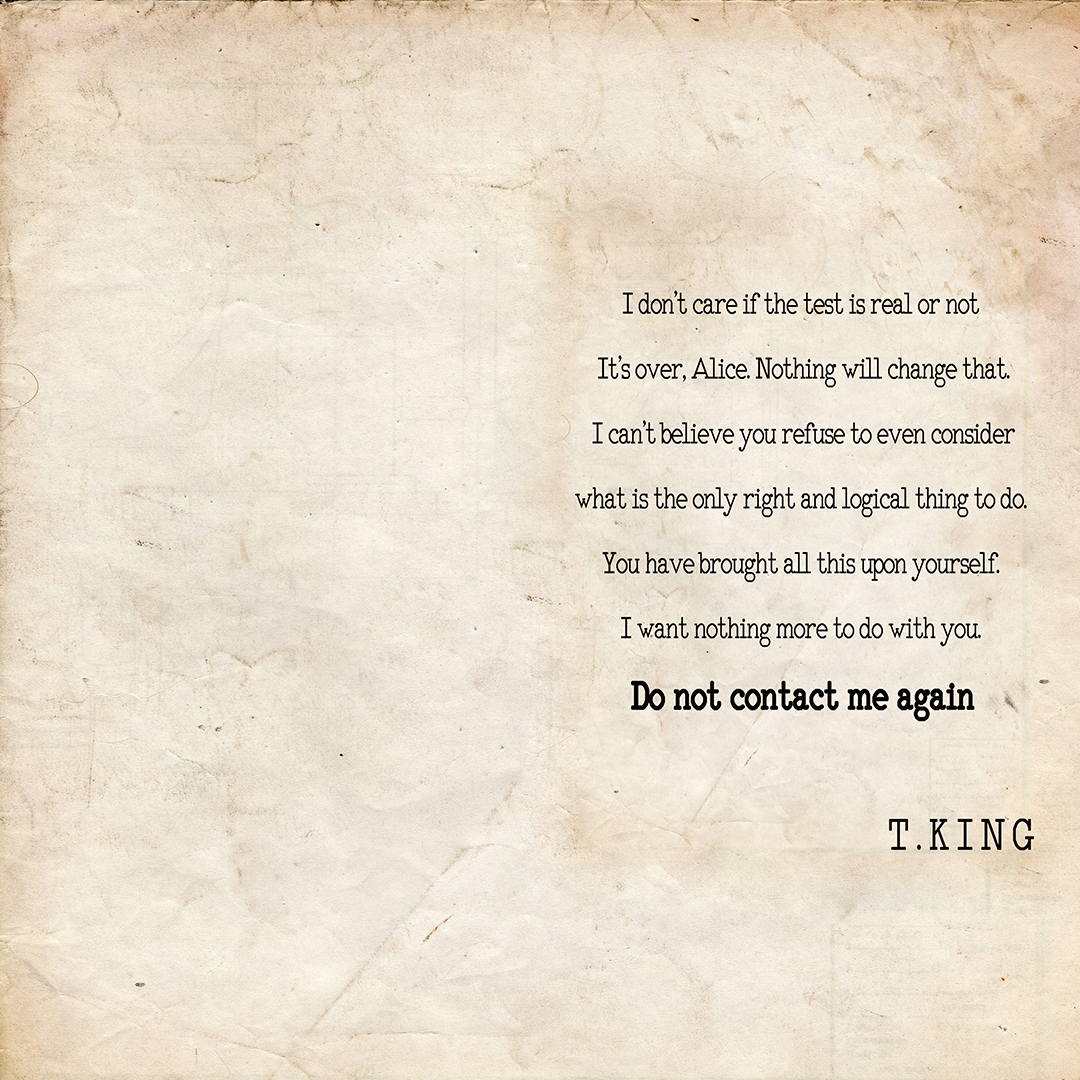 I don't care if the test is real or not
It's over, Alice. Nothing will change that.
I can't believe you refuse to even consider
what is the only right and logical thing to do.
You have brought all this upon yourself.
I want nothing more to do with you.
Do not contact me again
T.KING